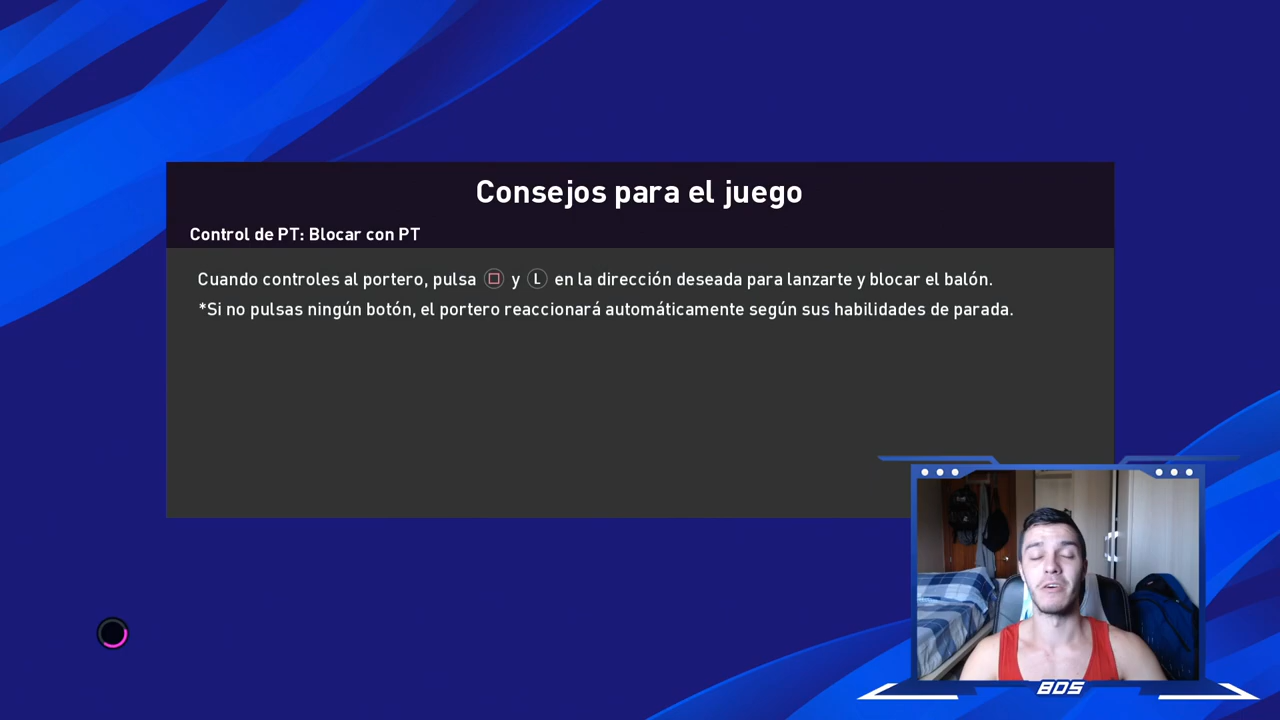 Consejos para el juego
Control de PT: Blocar con PT
Cuando controles al portero, pulsa □ y L en la dirección deseada para lanzarte y blocar el balón.
*Si no pulsas ningún botón, el portero reaccionará automáticamente según sus habilidades de parada.
BDS